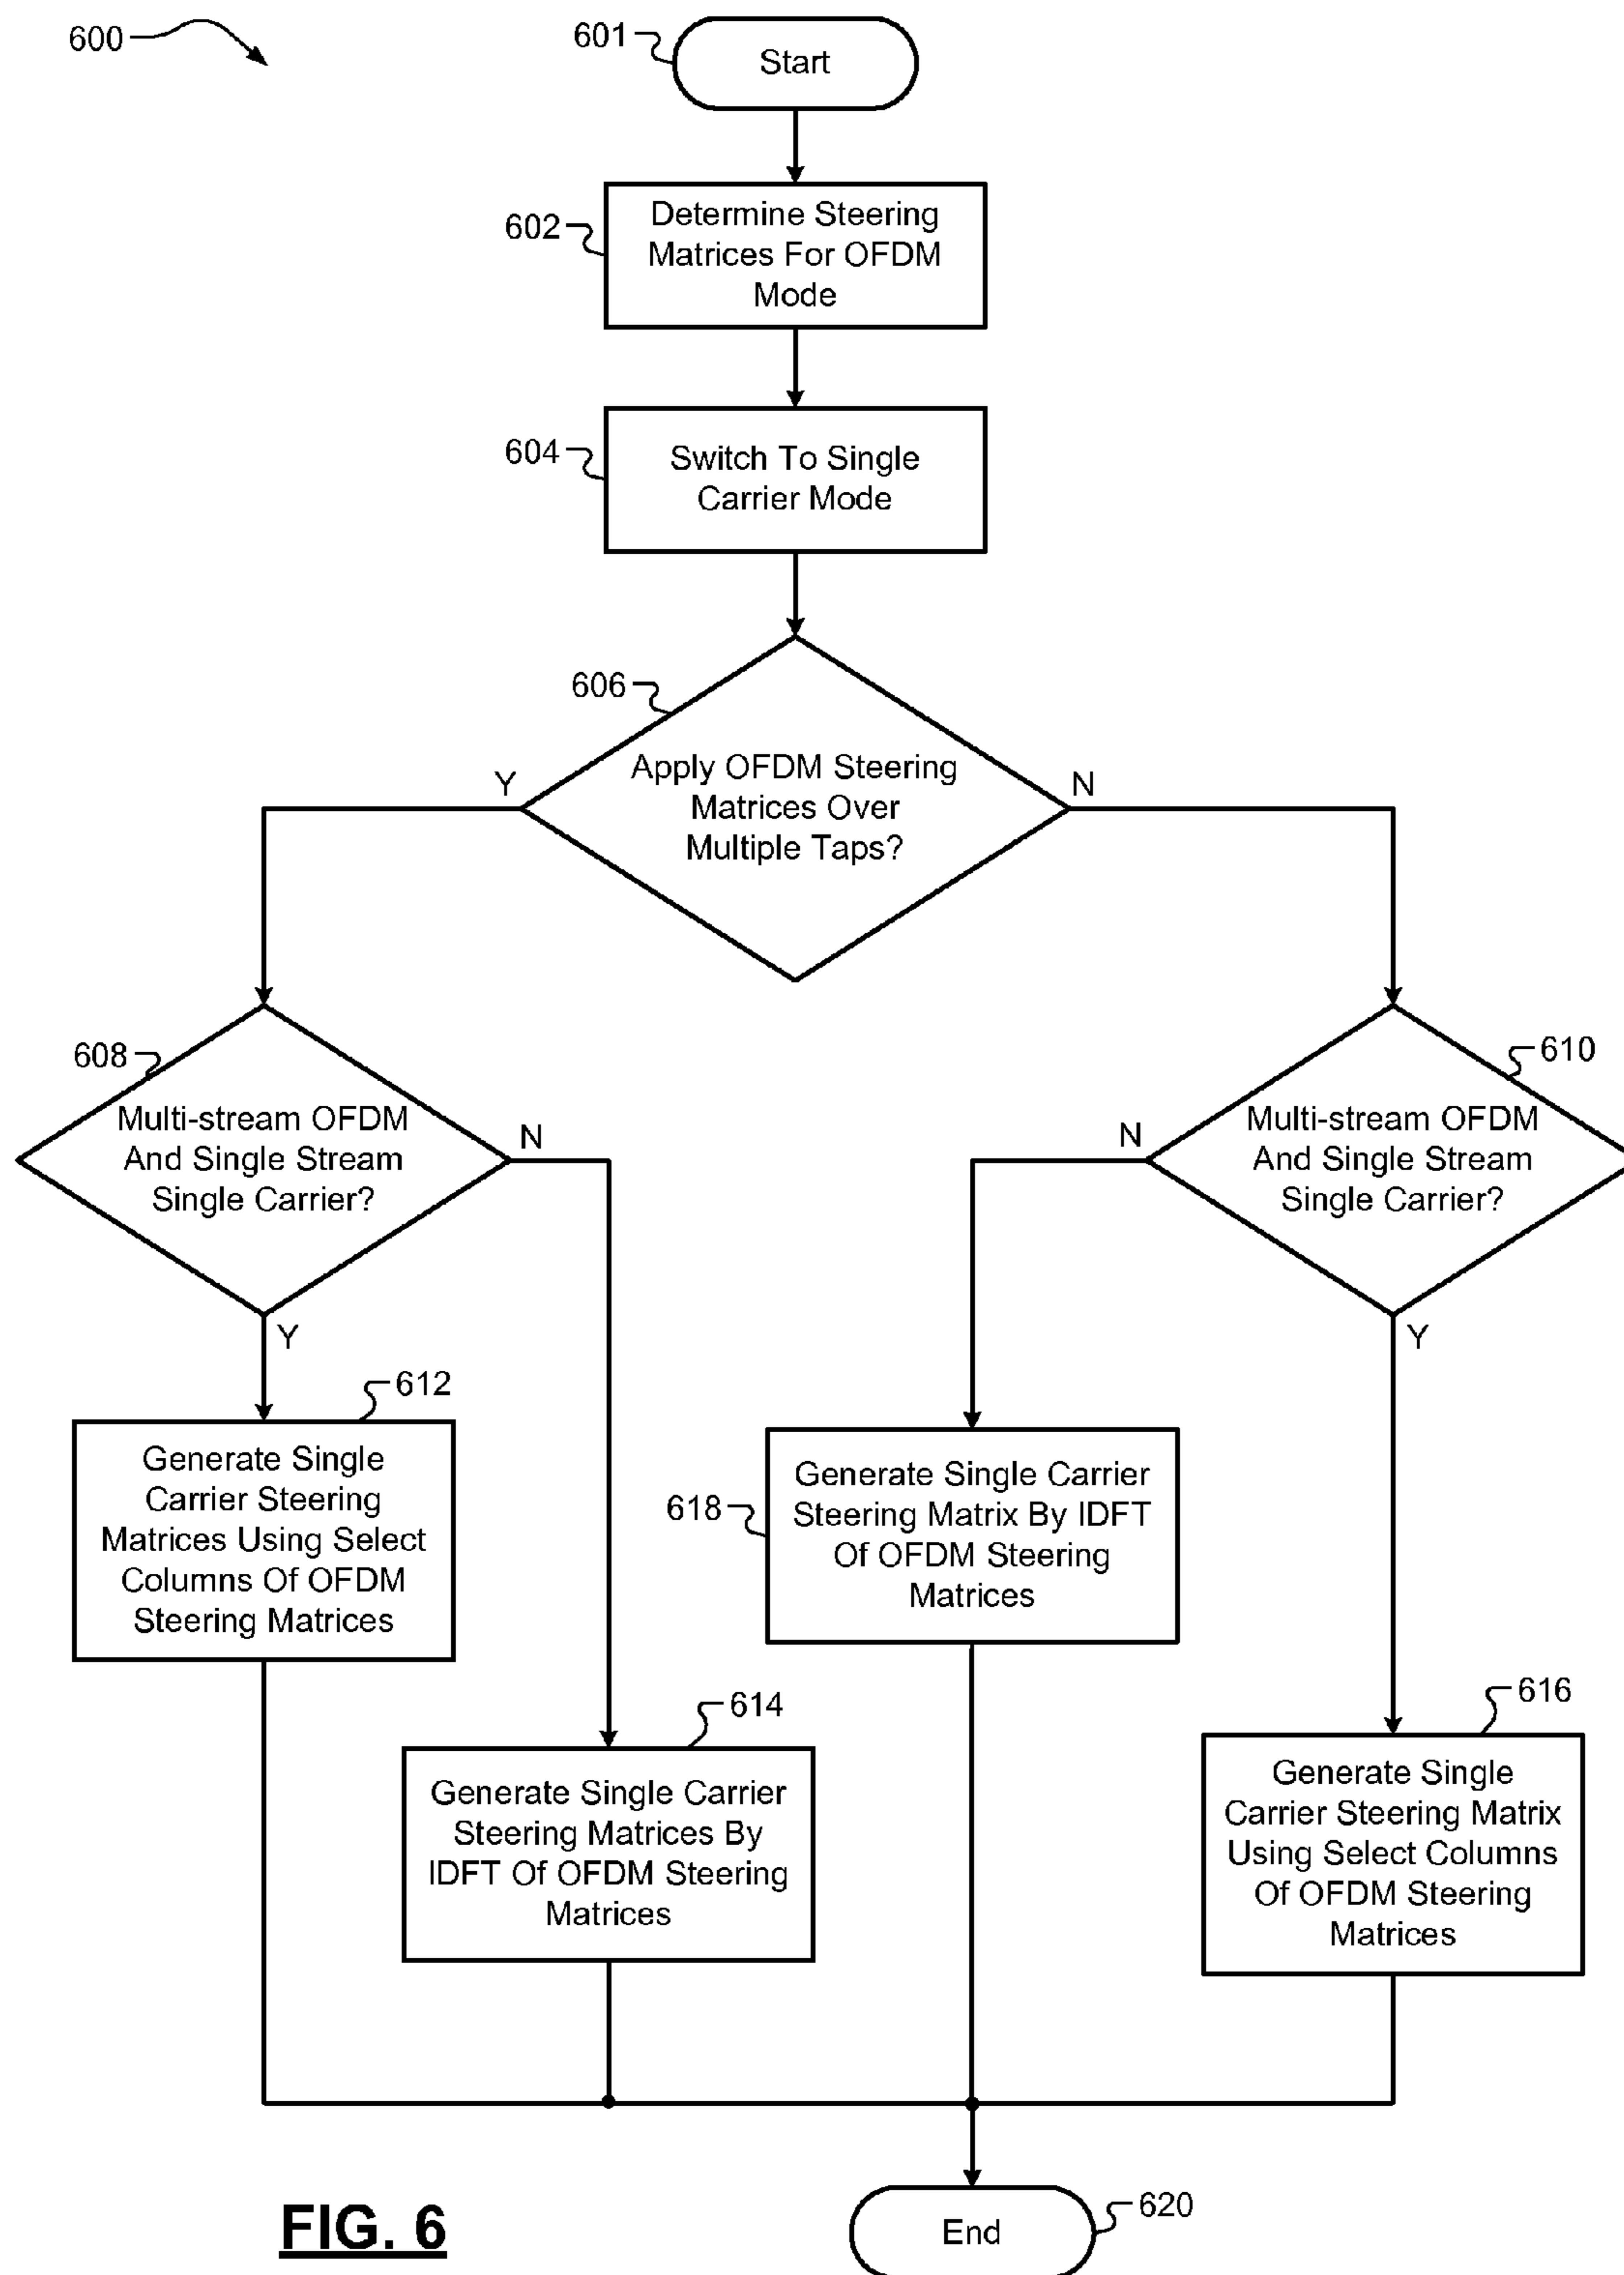 600
601
Start
602
Determine Steering
Matrices For OFDM
Mode
604
Switch To Single
Carrier Mode
606
Apply OFDM Steering
Matrices Over
Multiple Taps?
Y
N
608
Multi-stream OFDM
And Single Stream
Single Carrier?
N
Y
610
Multi-stream OFDM
And Single Stream
Single Carrier?
N
Y
612
Generate Single
Carrier Steering
Matrices Using Select
Columns Of OFDM
Steering Matrices
618
Generate Single Carrier
Steering Matrix By IDFT
Of OFDM Steering
Matrices
614
Generate Single Carrier
Steering Matrices By
IDFT Of OFDM Steering
Matrices
616
Generate Single
Carrier Steering Matrix
Using Select Columns
Of OFDM Steering
Matrices
620
End
FIG. 6